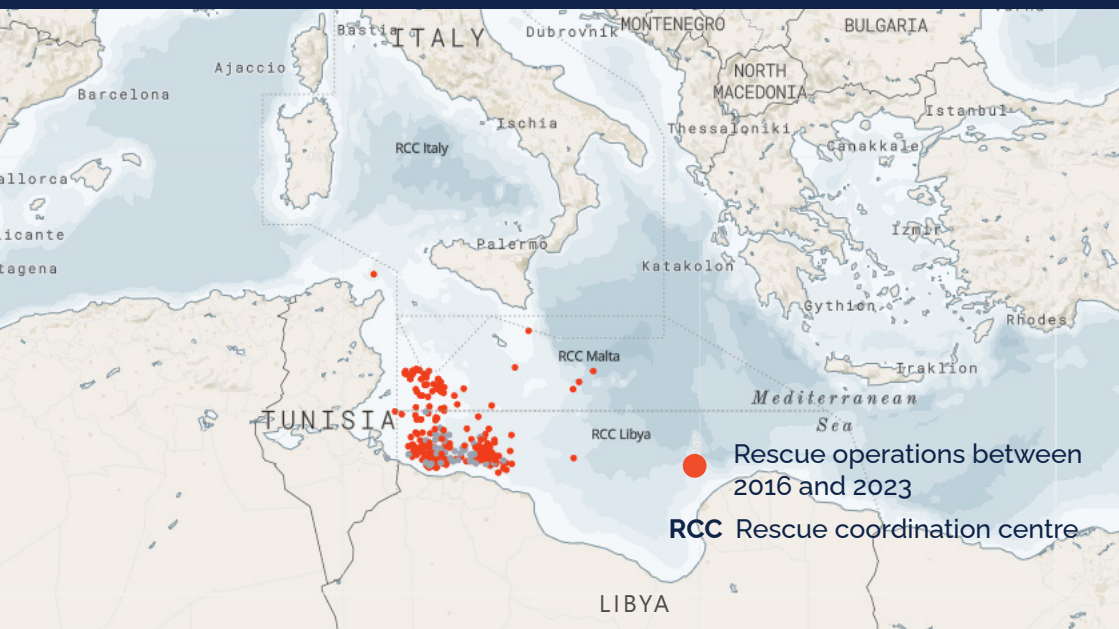 Bastia
ITALY
Dubrovnik
MONTENEGRO
BULGARIA
Ajaccio
NORTH
MACEDONIA
Barcelona
Istanbul
Ischia
Thessaloniki
Canakkale
RCC Italy
allorca
icante
Izmir
Palermo
tagena
Katakolon
Gythion
Rhodes
RCC Malta
Iraklion
Mediterranean
Sea
TUNISIA
RCC Libya
Rescue operations between
2016 and 2023
RCC Rescue coordination centre
LIBYA